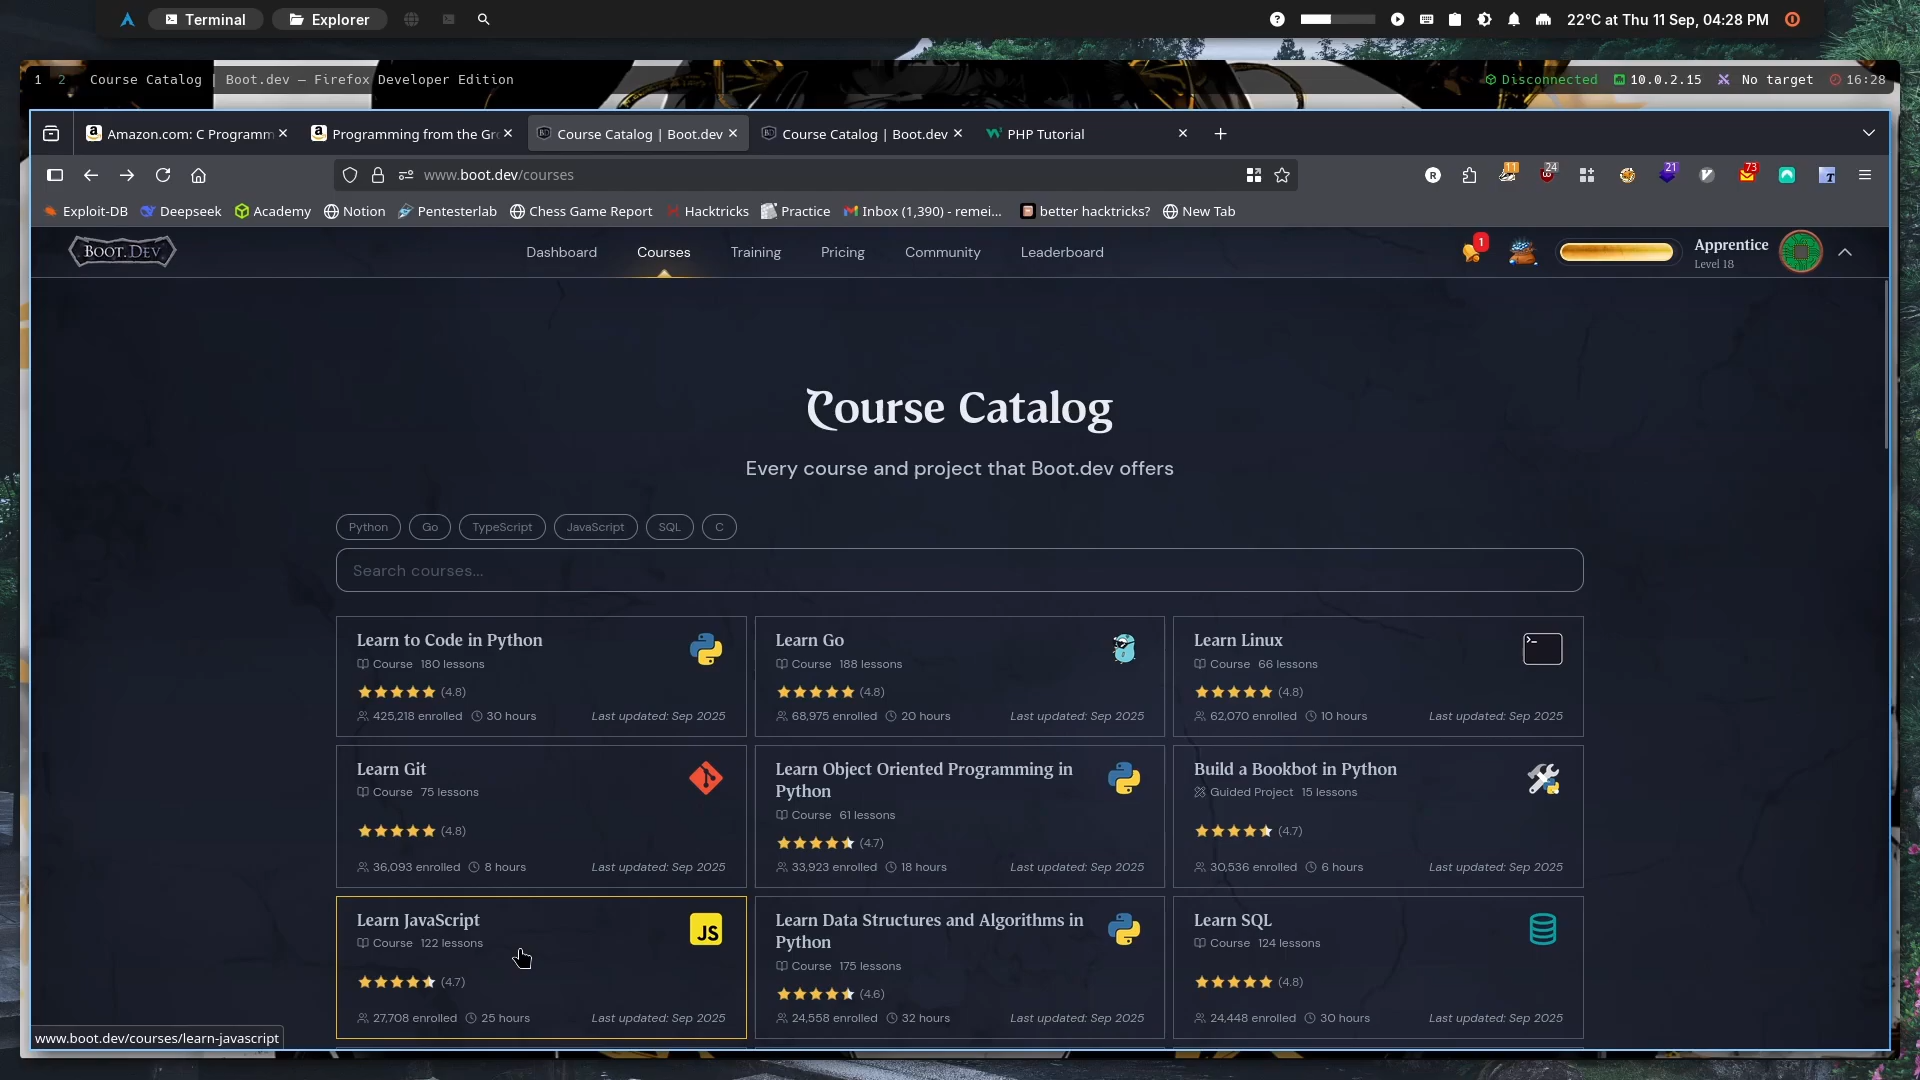 Terminal
Explorer
22°C at Thu 11 Sep, 04:28 PM
1 2 Course Catalog | Boot.dev — Firefox Developer Edition
Disconnected 10.0.2.15 No target 16:28
Amazon.com: C Programm
Programming from the Gro
Course Catalog | Boot.dev
Course Catalog | Boot.dev
PHP Tutorial
www.boot.dev/courses
R 11 24 21 73
Exploit-DB Deepseek Academy Notion Pentesterlab Chess Game Report Hacktricks Practice Inbox (1,390) - remei... better hacktricks? New Tab
BOOT.DEV
Dashboard Courses Training Pricing Community Leaderboard
1
Apprentice
Level 18
Course Catalog
Every course and project that Boot.dev offers
Python Go TypeScript JavaScript SQL C
Search courses...
Learn to Code in Python
Course 180 lessons
(4.8)
425,218 enrolled 30 hours Last updated: Sep 2025
Learn Go
Course 188 lessons
(4.8)
68,975 enrolled 20 hours Last updated: Sep 2025
Learn Linux
Course 66 lessons
(4.8)
62,070 enrolled 10 hours Last updated: Sep 2025
Learn Git
Course 75 lessons
(4.8)
36,093 enrolled 8 hours Last updated: Sep 2025
Learn Object Oriented Programming in
Python
Course 61 lessons
(4.7)
33,923 enrolled 18 hours Last updated: Sep 2025
Build a Bookbot in Python
Guided Project 15 lessons
(4.7)
30,536 enrolled 6 hours Last updated: Sep 2025
Learn JavaScript
JS
Course 122 lessons
(4.7)
27,708 enrolled 25 hours Last updated: Sep 2025
Learn Data Structures and Algorithms in
Python
Course 175 lessons
(4.6)
24,558 enrolled 32 hours Last updated: Sep 2025
Learn SQL
Course 124 lessons
(4.8)
24,448 enrolled 30 hours Last updated: Sep 2025
www.boot.dev/courses/learn-javascript